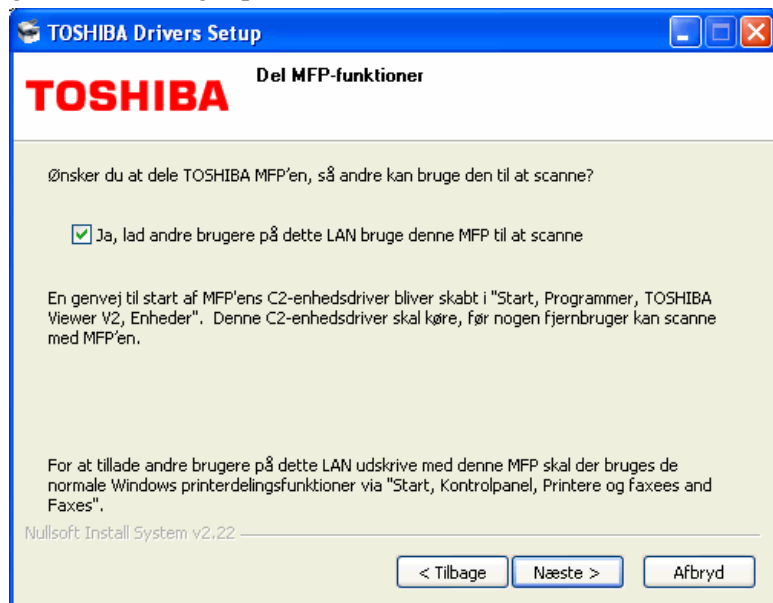 TOSHIBA Drivers Setup
TOSHIBA
Del MFP-funktioner
Ønsker du at dele TOSHIBA MFP'en, så andre kan bruge den til at scanne?
Ja, lad andre brugere på dette LAN bruge denne MFP til at scanne
En genvej til start af MFP'ens C2-enhedsdriver bliver skabt i "Start, Programmer, TOSHIBA
Viewer V2, Enheder". Denne C2-enhedsdriver skal køre, før nogen fjernbruger kan scanne
med MFP'en.
For at tillade andre brugere på dette LAN udskrive med denne MFP skal der bruges de
normale Windows printerdelingsfunktioner via "Start, Kontrolpanel, Printere og faxees and
Faxes".
Nullsoft Install System v2.22
< Tilbage
Næste >
Afbryd